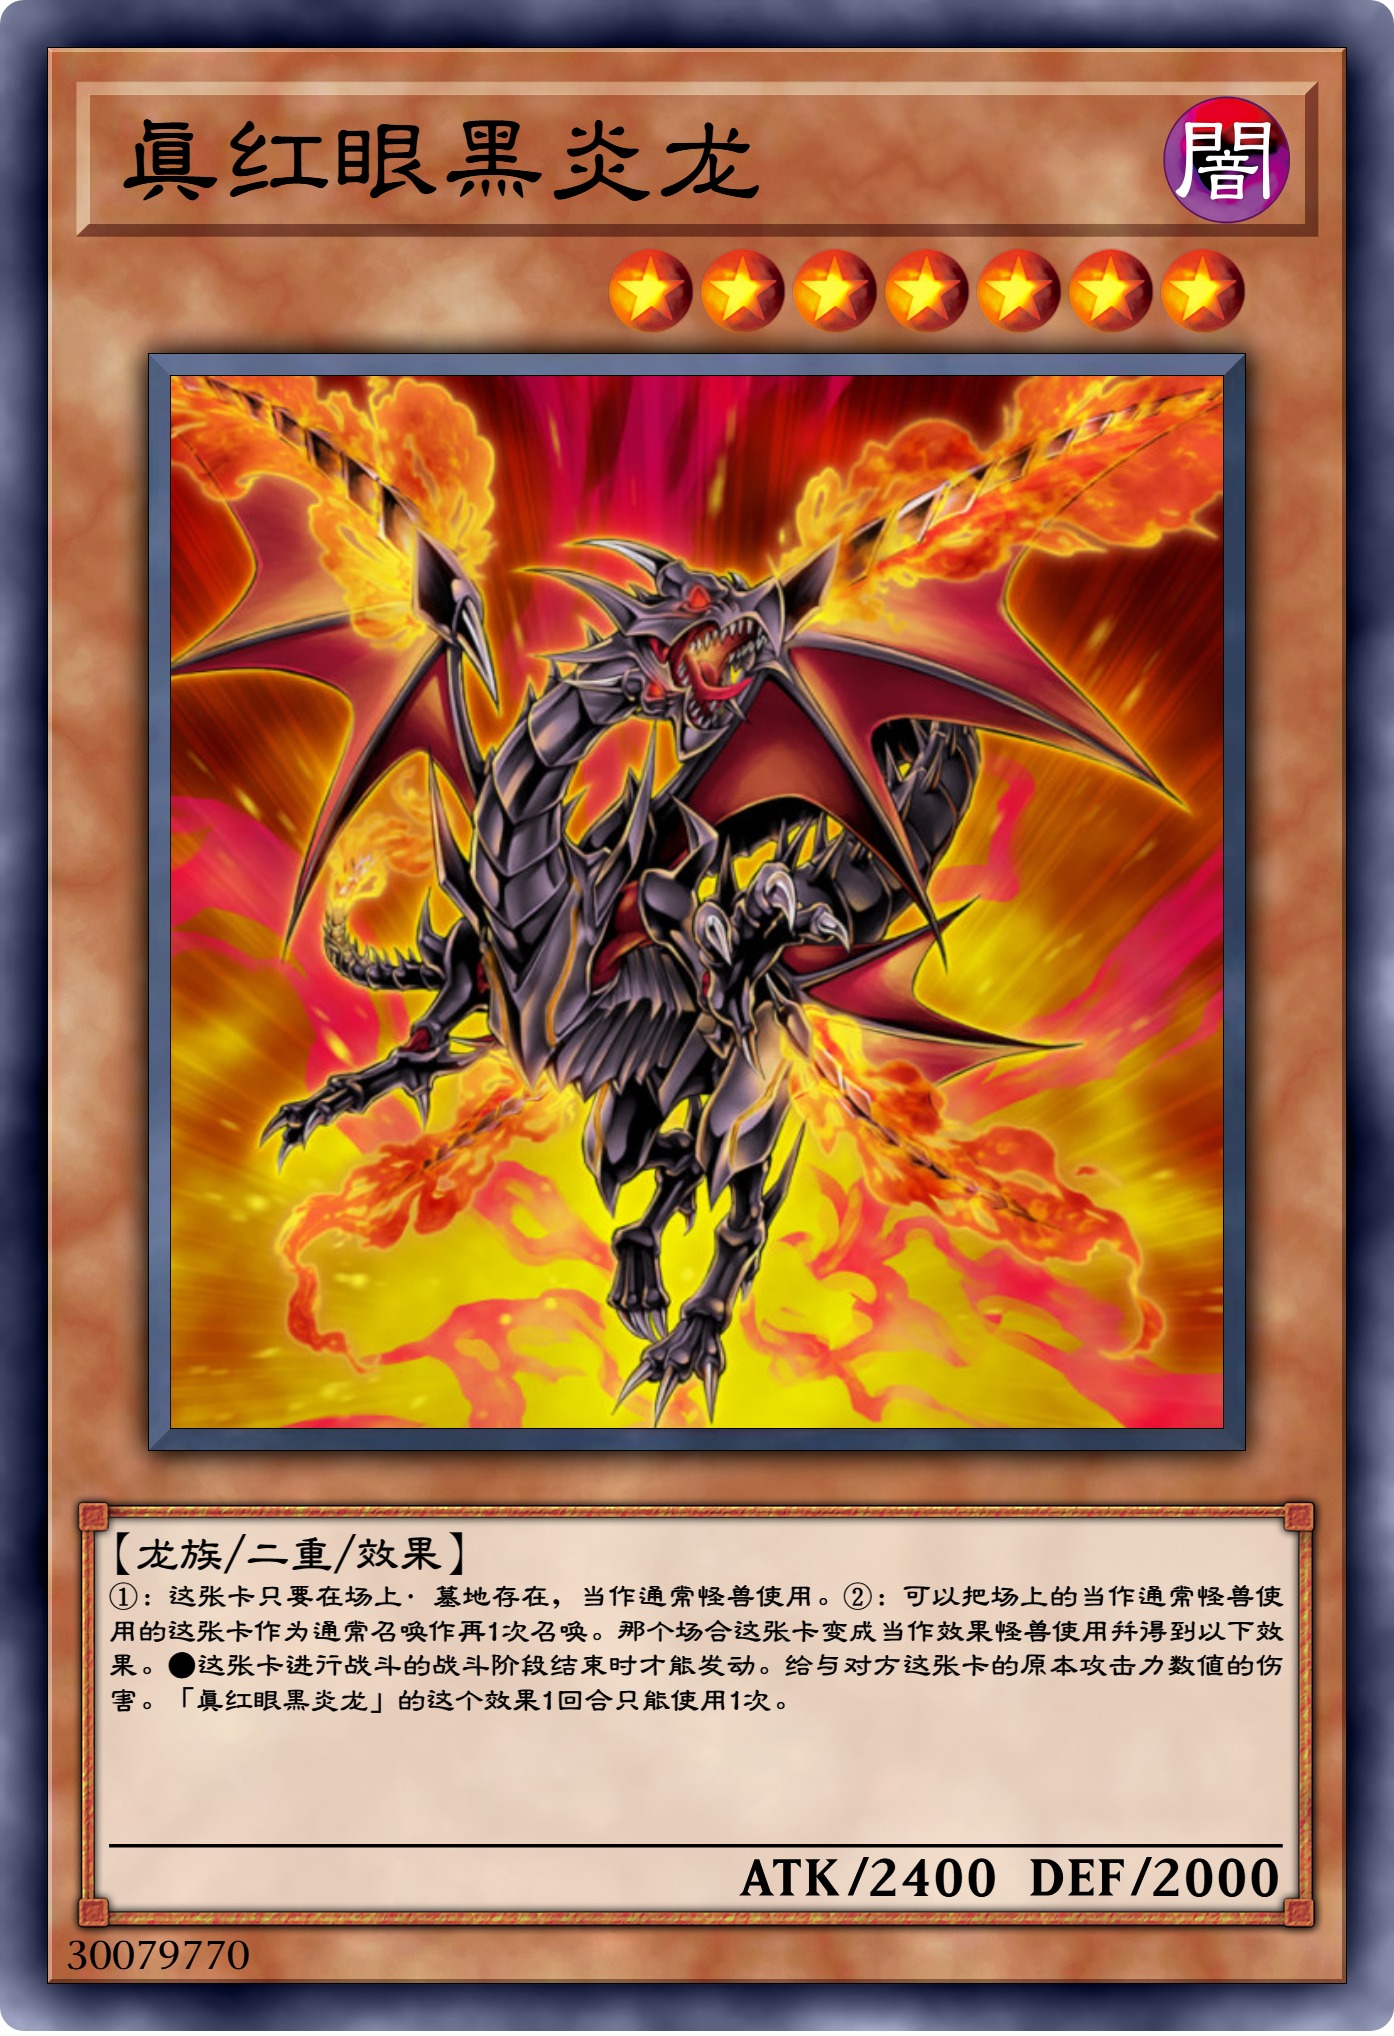 眞红眼黑炎龙
闇
【龙族/二重/效果】
①：这张卡只要在场上·墓地存在，当作通常怪兽使用。②：可以把场上的当作通常怪兽使
用的这张卡作为通常召唤作再1次召唤。那个场合这张卡变成当作效果怪兽使用并得到以下效
果。●这张卡进行战斗的战斗阶段结束时才能发动。给与对方这张卡的原本攻击力数值的伤
害。「眞红眼黑炎龙」的这个效果1回合只能使用1次。
ATK/2400 DEF/2000
30079770